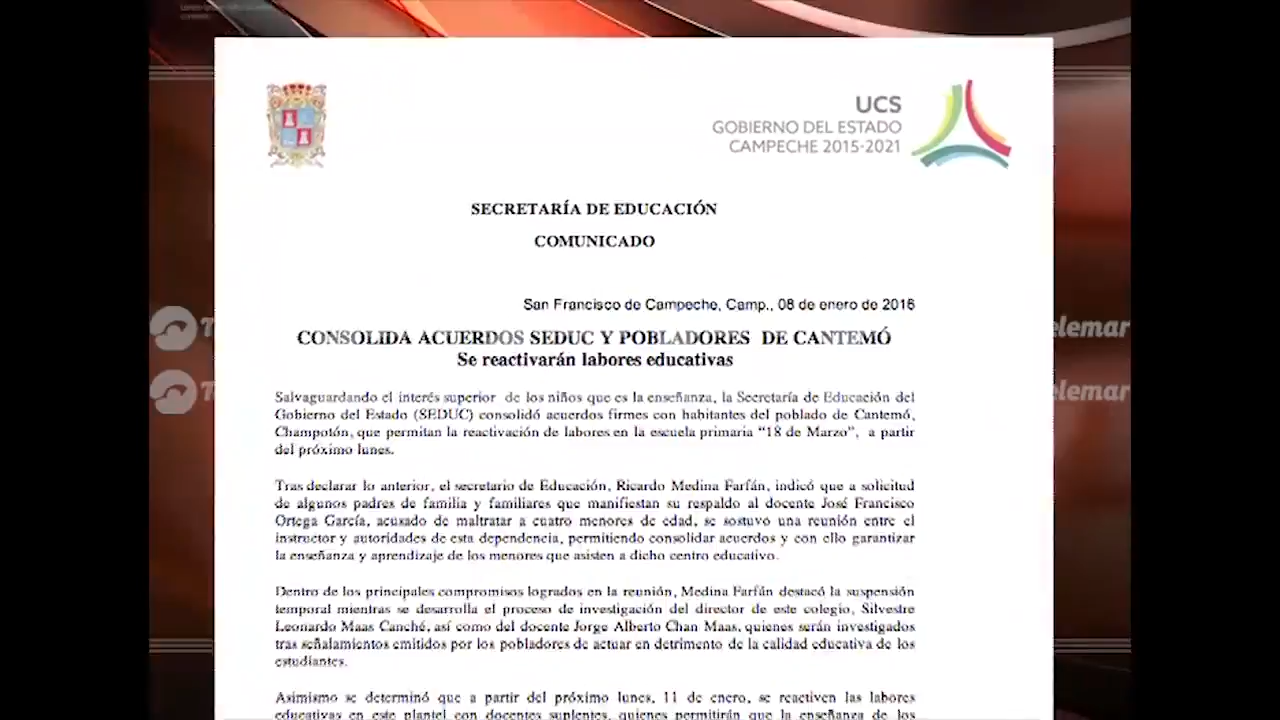 UCS
GOBIERNO DEL ESTADO
CAMPECHE 2015-2021
SECRETARÍA DE EDUCACIÓN
COMUNICADO
San Francisco de Campeche, Camp., 08 de enero de 2016
CONSOLIDA ACUERDOS SEDUC Y POBLADORES DE CANTEMÓ
Se reactivarán labores educativas
Salvaguardando el interés superior de los niños que es la enseñanza, la Secretaría de Educación del
Gobierno del Estado (SEDUC) consolidó acuerdos firmes con habitantes del poblado de Cantemó,
Champotón, que permitan la reactivación de labores en la escuela primaria “18 de Marzo”, a partir
del próximo lunes.
Tras declarar lo anterior, el secretario de Educación, Ricardo Medina Farfán, indicó que a solicitud
de algunos padres de familia y familiares que manifiestan su respaldo al docente José Francisco
Ortega García, acusado de maltratar a cuatro menores de edad, se sostuvo una reunión entre el
instructor y autoridades de esta dependencia, permitiendo consolidar acuerdos y con ello garantizar
la enseñanza y aprendizaje de los menores que asisten a dicho centro educativo.
Dentro de los principales compromisos logrados en la reunión, Medina Farfán destacó la suspensión
temporal mientras se desarrolla el proceso de investigación del director de este colegio, Silvestre
Leonardo Maas Canché, así como del docente Jorge Alberto Chan Maas, quienes serán investigados
tras señalamientos emitidos por los pobladores de actuar en detrimento de la calidad educativa de los
estudiantes.
Asimismo se determinó que a partir del próximo lunes, 11 de enero, se reactiven las labores
educativas en este plantel con docentes suplentes, quienes permitirán que la enseñanza de los
T
elemar
T
elemar